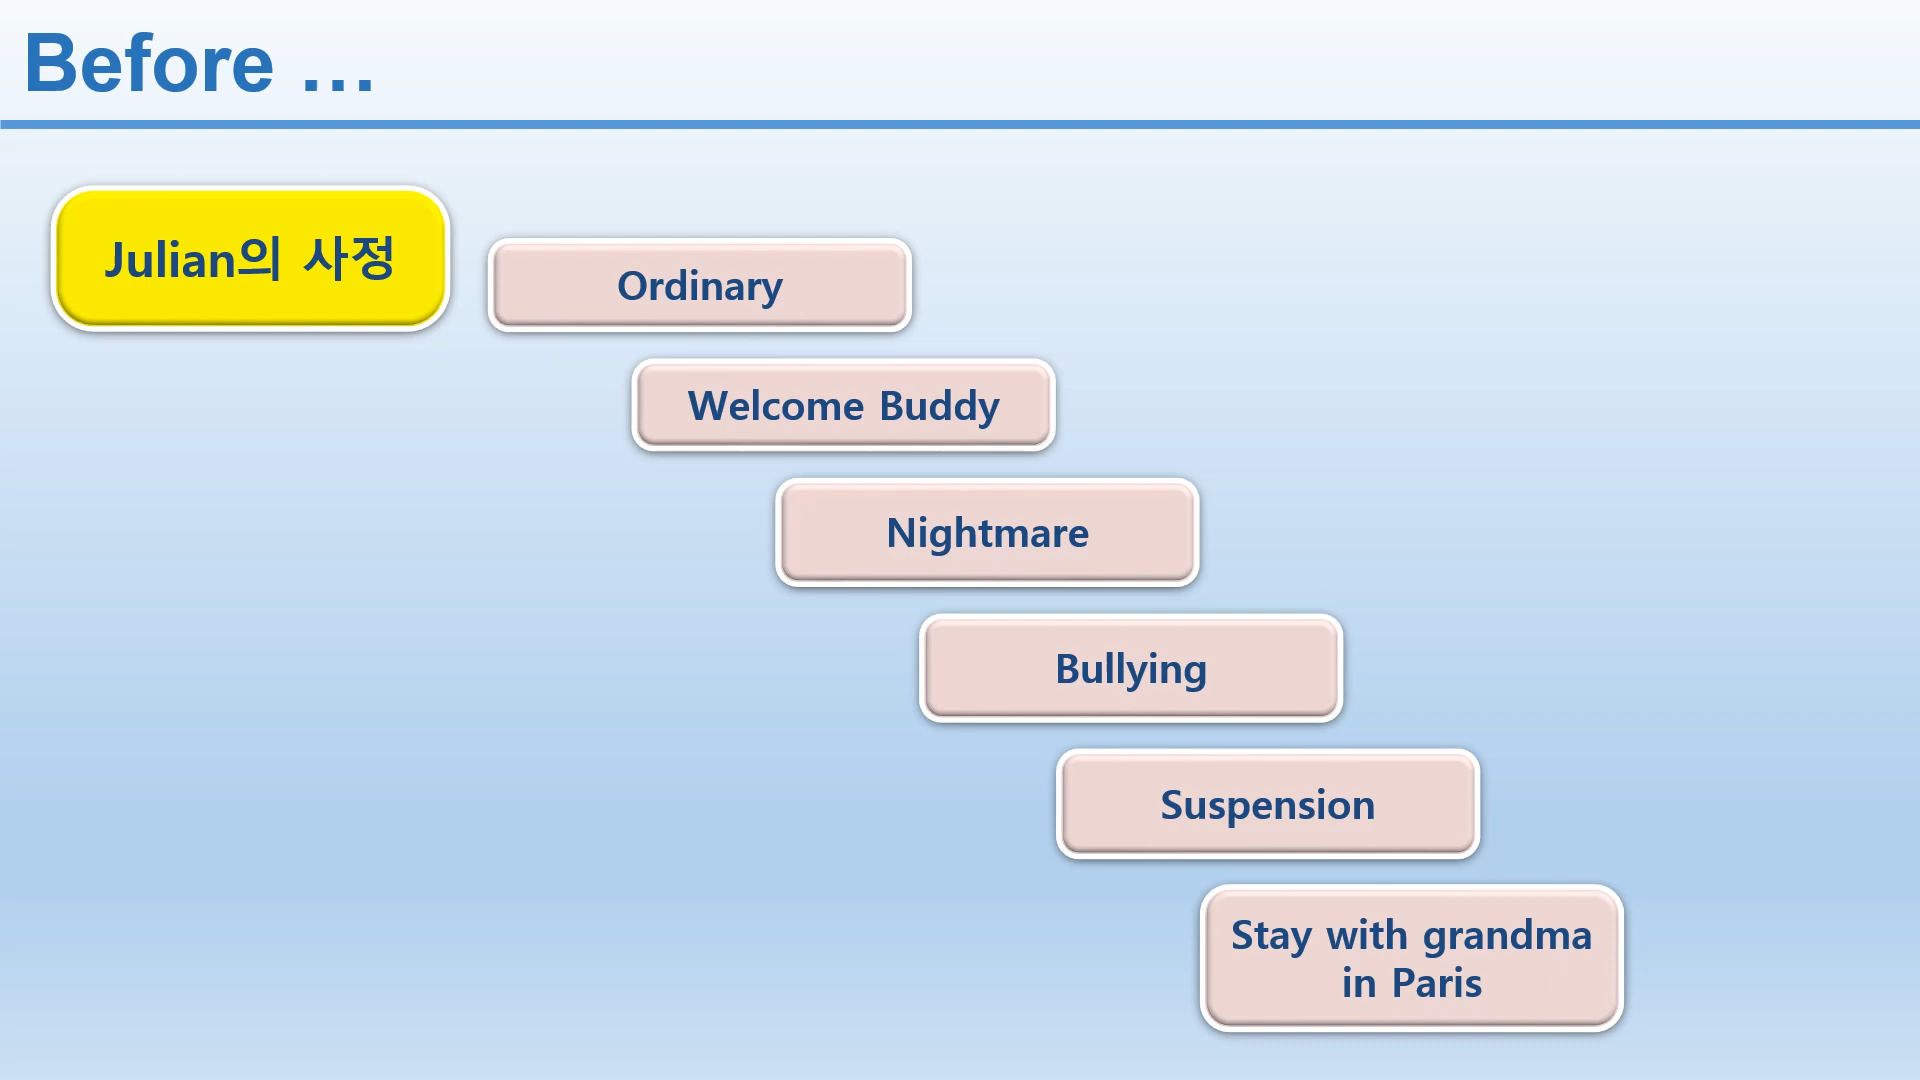 Before …
Julian의 사정
Ordinary
Welcome Buddy
Nightmare
Bullying
Suspension
Stay with grandma
in Paris